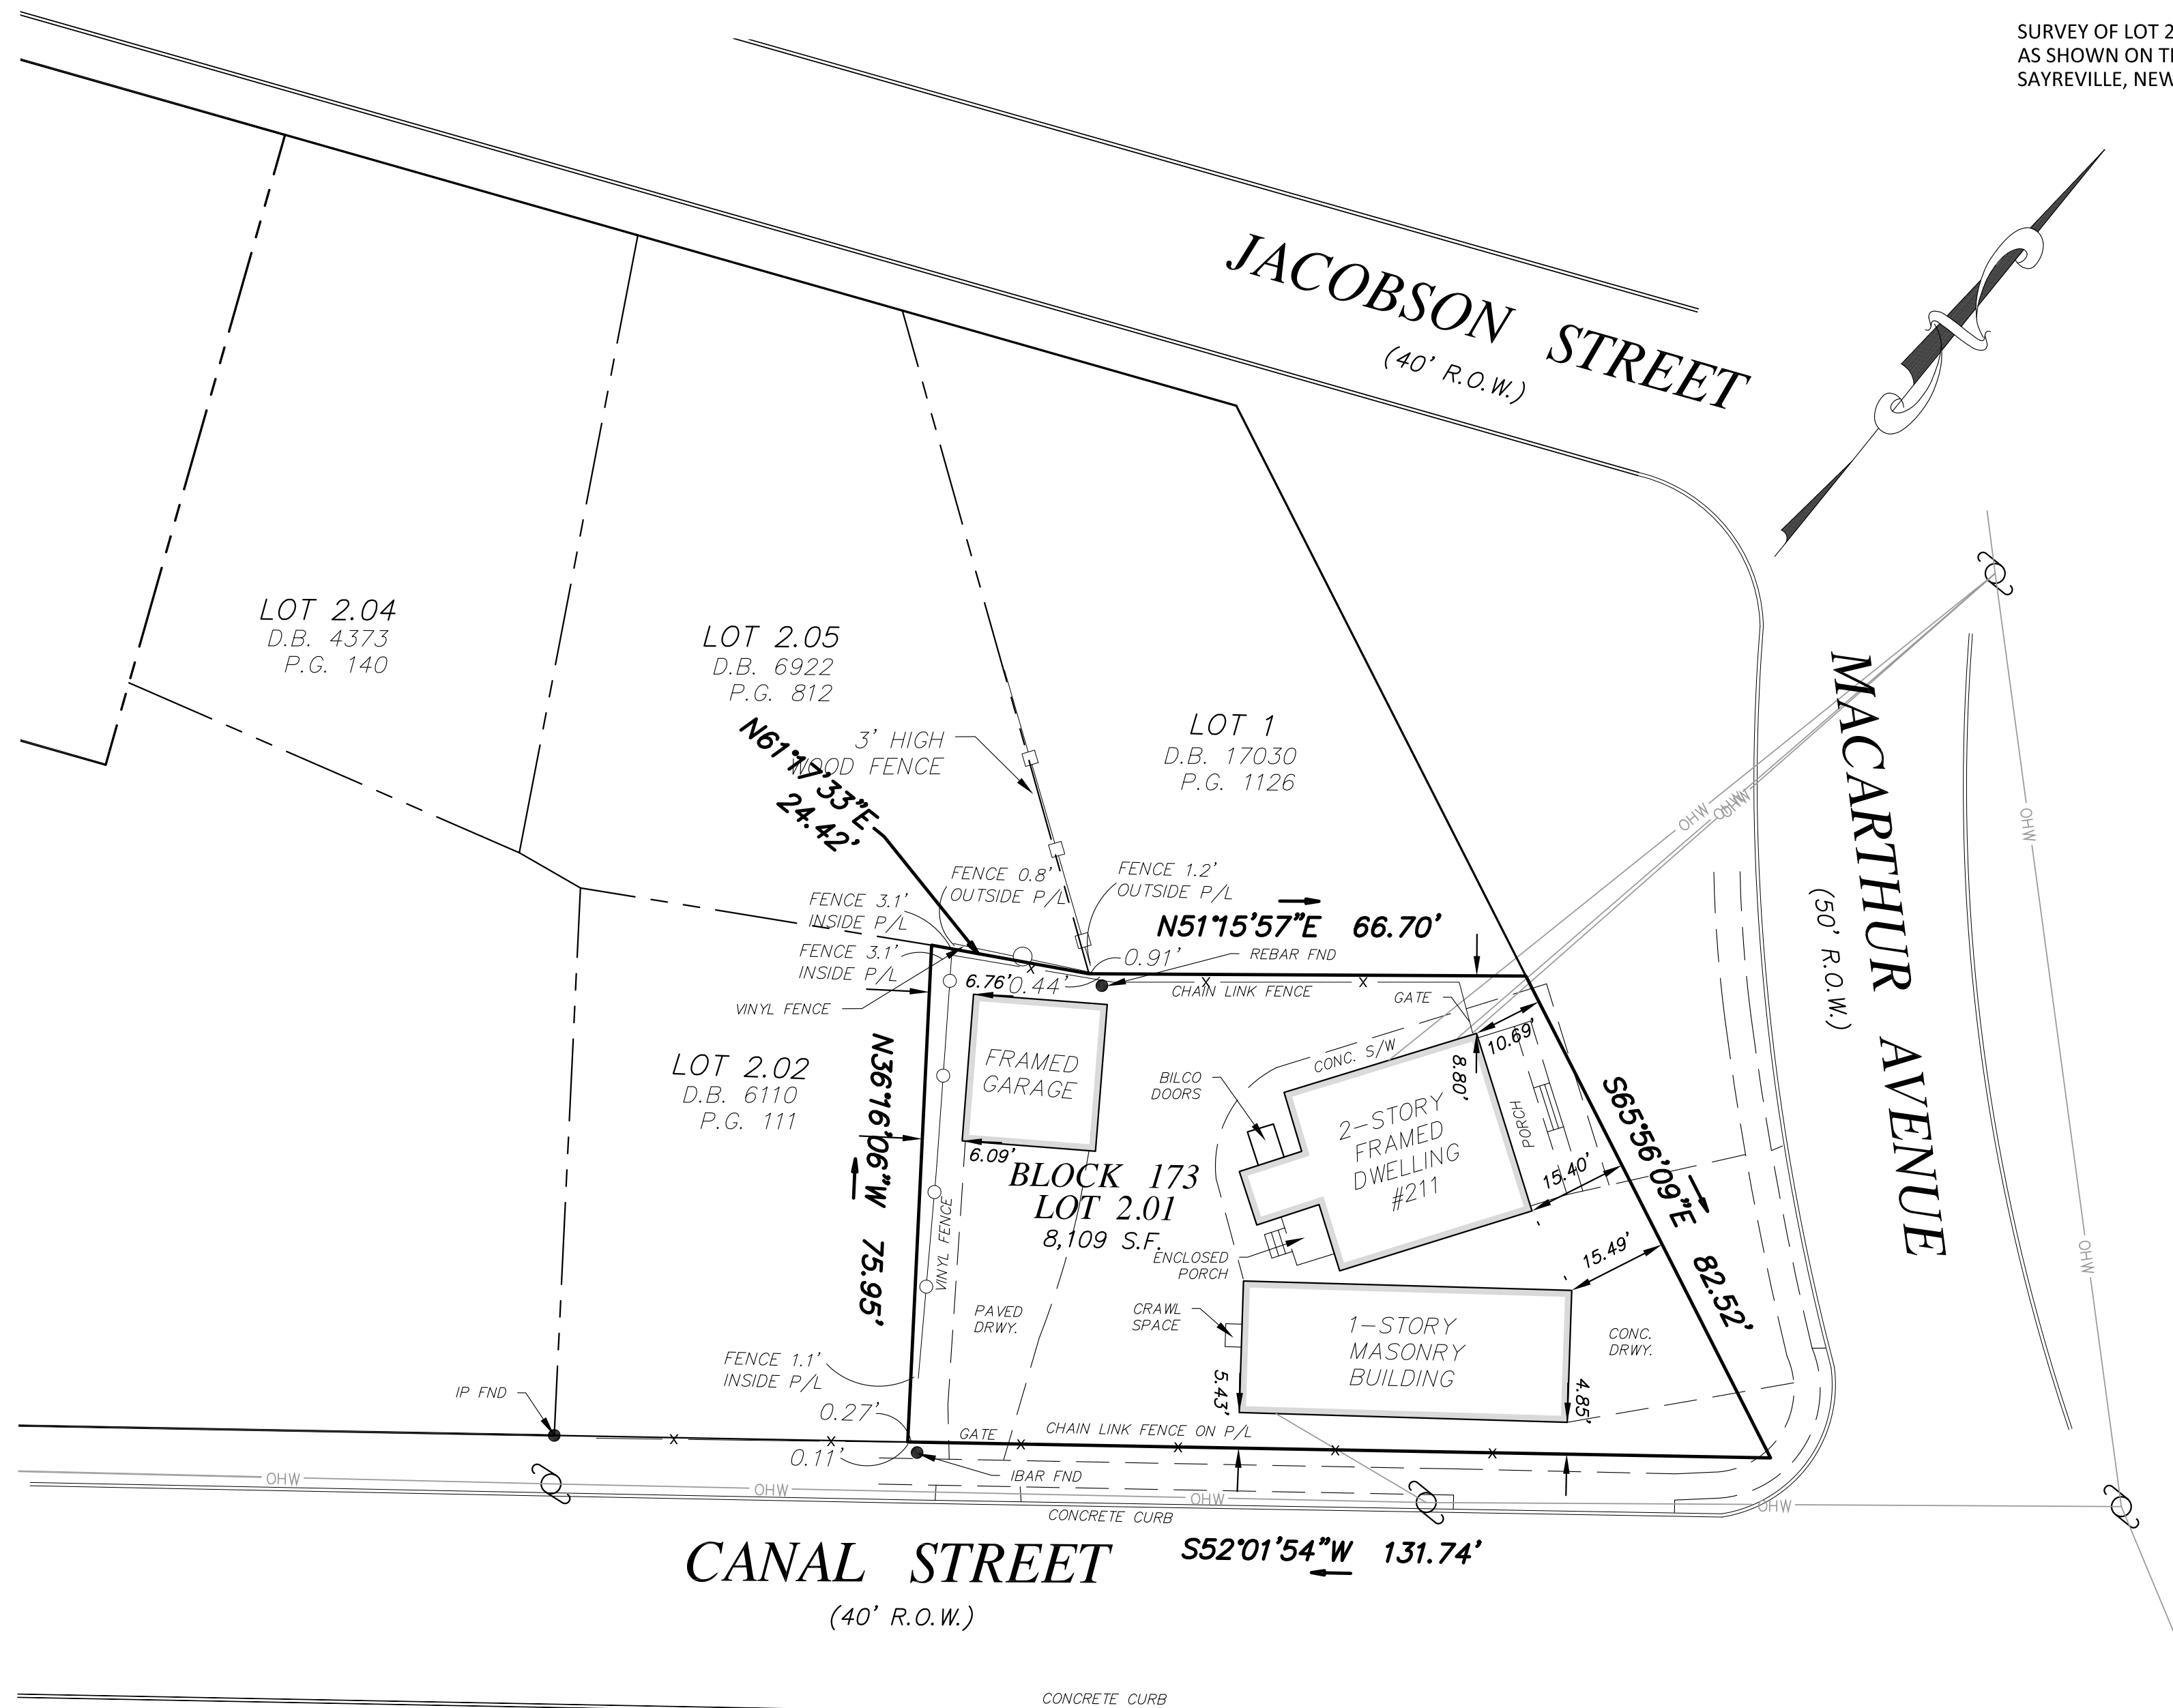 SURVEY OF LOT 2
AS SHOWN ON T
SAYREVILLE, NEW
JACOBSON STREET
(40' R.O.W.)
LOT 2.04
D.B. 4373
P.G. 140
LOT 2.05
D.B. 6922
P.G. 812
3' HIGH
WOOD FENCE
N61°17'33"E
24.42'
LOT 1
D.B. 17030
P.G. 1126
OHW
OHW
OHW
OHW
MACARTHUR AVENUE
(50' R.O.W.)
FENCE 0.8'
OUTSIDE P/L
FENCE 1.2'
OUTSIDE P/L
FENCE 3.1'
INSIDE P/L
FENCE 3.1'
INSIDE P/L
N51°15'57"E 66.70'
0.91'
REBAR FND
6.76'
0.44'
CHAIN LINK FENCE
GATE
VINYL FENCE
10.69'
8.80'
CONC. S/W
LOT 2.02
D.B. 6110
P.G. 111
N36°16'06"W 75.95'
FRAMED
GARAGE
BILCO
DOORS
2-STORY
FRAMED
DWELLING
#211
PORCH
S65°56'09"E 82.52'
6.09'
BLOCK 173
LOT 2.01
8,109 S.F.
15.40'
VINYL FENCE
ENCLOSED
PORCH
15.49'
OHW
PAVED
DRWY.
CRAWL
SPACE
1-STORY
MASONRY
BUILDING
CONC.
DRWY.
FENCE 1.1'
INSIDE P/L
5.43'
4.85'
IP FND
0.27'
GATE
CHAIN LINK FENCE ON P/L
0.11'
IBAR FND
OHW
OHW
OHW
OHW
CONCRETE CURB
CANAL STREET
(40' R.O.W.)
S52°01'54"W 131.74'
CONCRETE CURB